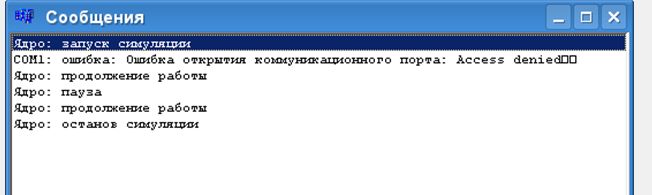 Сообщения
Ядро: запуск симуляции
COM1: ошибка: Ошибка открытия коммуникационного порта: Access denied□□
Ядро: продолжение работы
Ядро: пауза
Ядро: продолжение работы
Ядро: останов симуляции